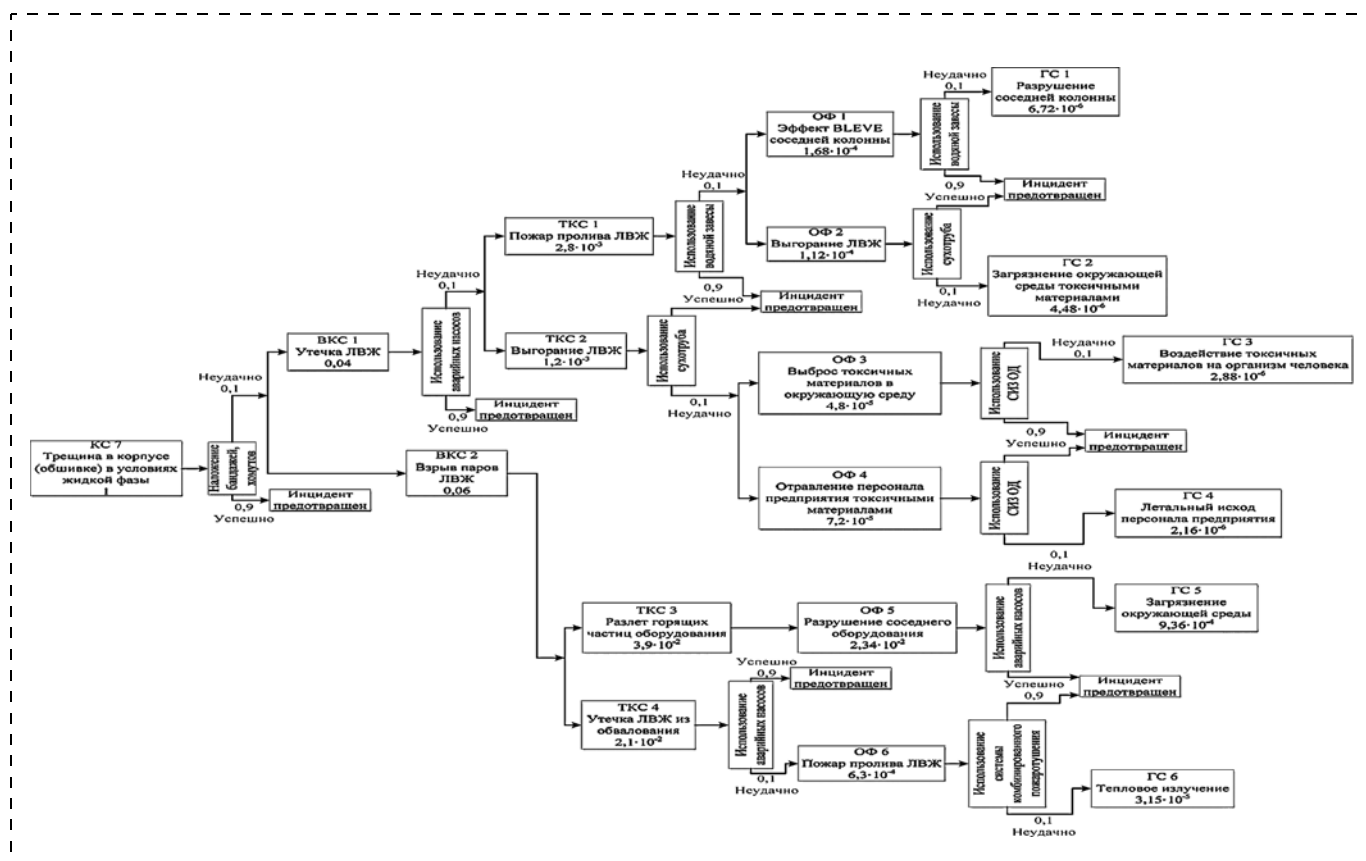 КС 7
Трещина в корпусе
(обшивке) в условиях
жидкой фазы
1
Наложение
бандажей,
хомутов
Неудачно
0,1
0,9
Успешно
Инцидент
предотвращен
ВКС 1
Утечка ЛВЖ
0,04
Использование
аварийных насосов
Неудачно
0,1
0,9
Успешно
Инцидент
предотвращен
ВКС 2
Взрыв паров
ЛВЖ
0,06
ТКС 1
Пожар пролива ЛВЖ
2,8·10⁻³
Использование
водяной завесы
Неудачно
0,1
0,9
Успешно
Инцидент
предотвращен
ТКС 2
Выгорание ЛВЖ
1,2·10⁻³
Использование
сухотруба
0,1
Неудачно
ОФ 1
Эффект BLEVE
соседней колонны
1,68·10⁻⁴
Использование
водяной завесы
Неудачно
0,1
0,9
Успешно
Инцидент
предотвращен
ГС 1
Разрушение
соседней колонны
6,72·10⁻⁶
ОФ 2
Выгорание ЛВЖ
1,12·10⁻⁴
Использование
сухотруба
0,1
Неудачно
ГС 2
Загрязнение окружающей
среды токсичными
материалами
4,48·10⁻⁶
ОФ 3
Выброс токсичных
материалов в
окружающую среду
4,8·10⁻⁵
Использование
СИЗ ОД
Неудачно
0,1
0,9
Успешно
Инцидент
предотвращен
ГС 3
Воздействие токсичных
материалов на организм человека
2,88·10⁻⁶
ОФ 4
Отравление персонала
предприятия токсичными
материалами
7,2·10⁻⁵
Использование
СИЗ ОД
0,1
Неудачно
ГС 4
Летальный исход
персонала предприятия
2,16·10⁻⁶
ТКС 3
Разлет горящих
частиц оборудования
3,9·10⁻²
ОФ 5
Разрушение соседнего
оборудования
2,34·10⁻²
Использование
аварийных насосов
Успешно
0,9
Инцидент
предотвращен
ГС 5
Загрязнение
окружающей среды
9,36·10⁻⁴
ТКС 4
Утечка ЛВЖ из
обвалования
2,1·10⁻²
Использование
аварийных насосов
Успешно
0,9
Инцидент
предотвращен
0,1
Неудачно
ОФ 6
Пожар пролива ЛВЖ
6,3·10⁻⁴
Использование
системы
комбинированного
пожаротушения
0,1
Неудачно
ГС 6
Тепловое излучение
3,15·10⁻⁵